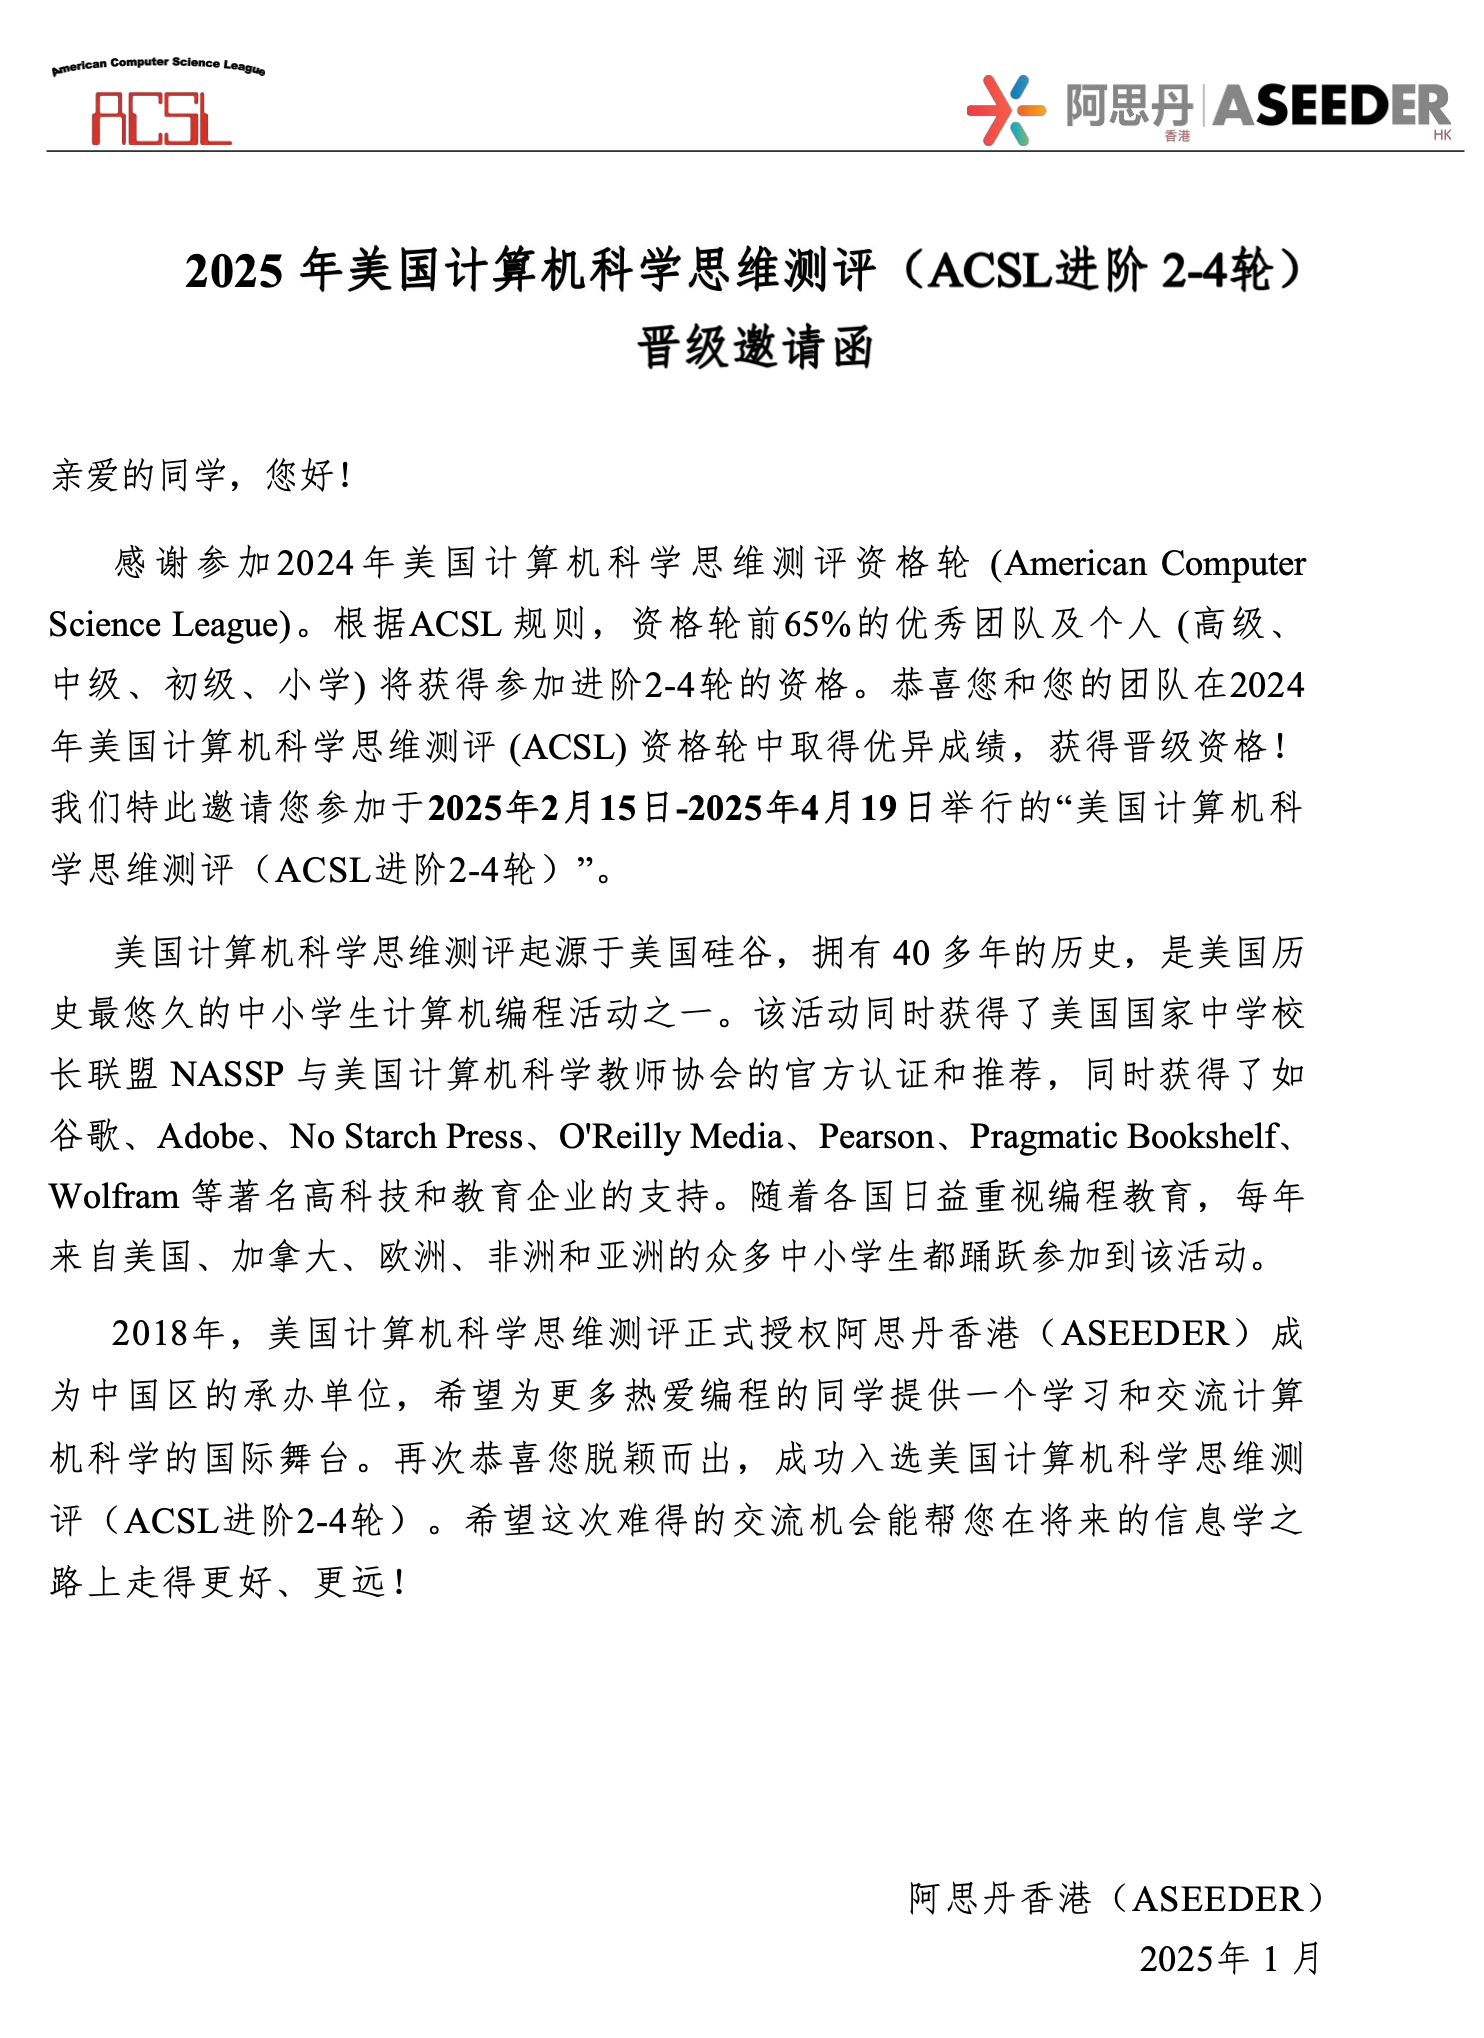 American Computer Science League
ACSL
阿思丹|ASEEDER
香港
HK
2025 年美国计算机科学思维测评（ACSL进阶 2-4轮）
晋级邀请函
亲爱的同学，您好！
感谢参加2024年美国计算机科学思维测评资格轮 (American Computer
Science League)。根据ACSL 规则，资格轮前65%的优秀团队及个人 (高级、
中级、初级、小学) 将获得参加进阶2-4轮的资格。恭喜您和您的团队在2024
年美国计算机科学思维测评 (ACSL) 资格轮中取得优异成绩，获得晋级资格！
我们特此邀请您参加于2025年2月15日-2025年4月19日举行的“美国计算机科
学思维测评（ACSL进阶2-4轮）”。
美国计算机科学思维测评起源于美国硅谷，拥有 40 多年的历史，是美国历
史最悠久的中小学生计算机编程活动之一。该活动同时获得了美国国家中学校
长联盟 NASSP 与美国计算机科学教师协会的官方认证和推荐，同时获得了如
谷歌、Adobe、No Starch Press、O'Reilly Media、Pearson、Pragmatic Bookshelf、
Wolfram 等著名高科技和教育企业的支持。随着各国日益重视编程教育，每年
来自美国、加拿大、欧洲、非洲和亚洲的众多中小学生都踊跃参加到该活动。
2018年，美国计算机科学思维测评正式授权阿思丹香港（ASEEDER）成
为中国区的承办单位，希望为更多热爱编程的同学提供一个学习和交流计算
机科学的国际舞台。再次恭喜您脱颖而出，成功入选美国计算机科学思维测
评（ACSL进阶2-4轮）。希望这次难得的交流机会能帮您在将来的信息学之
路上走得更好、更远！
阿思丹香港（ASEEDER）
2025年 1 月